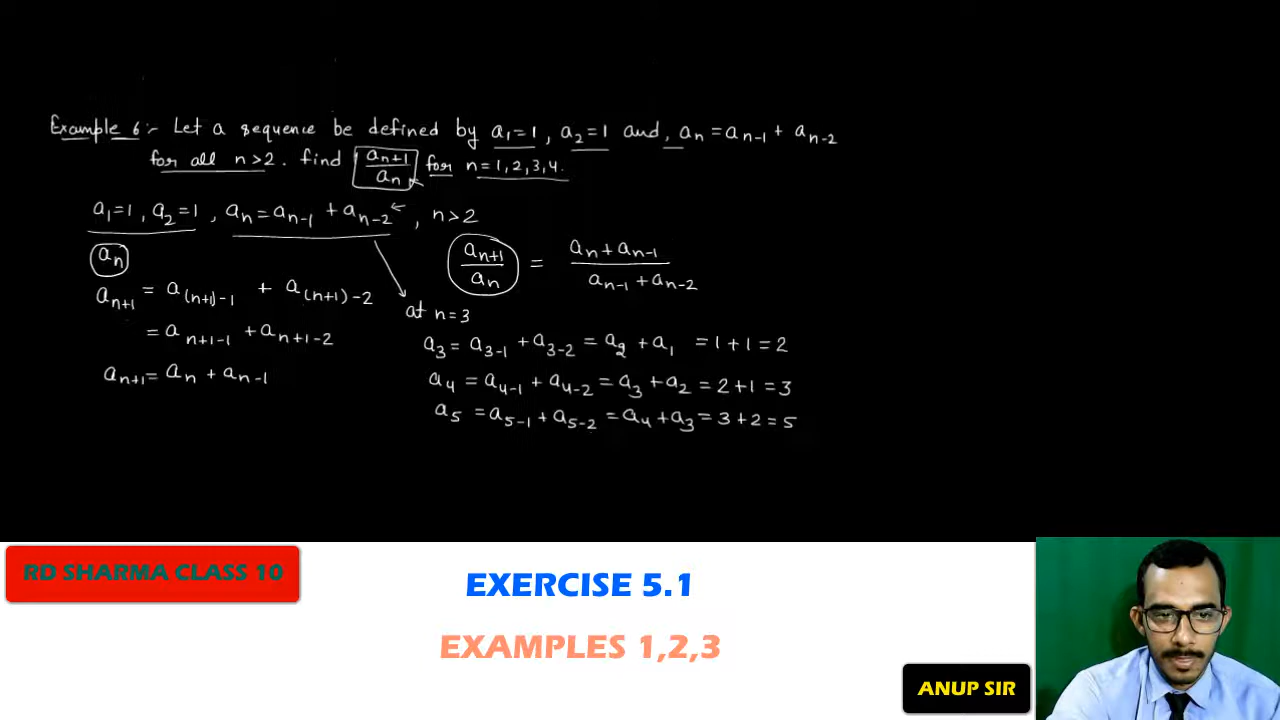 Example 6:- Let a sequence be defined by a₁=1, a₂=1 and, aₙ=aₙ₋₁ + aₙ₋₂
for all n>2. find aₙ₊₁/aₙ for n=1,2,3,4.
a₁=1, a₂=1, aₙ=aₙ₋₁ + aₙ₋₂, n>2
aₙ
aₙ₊₁ = a₍ₙ₊₁₎₋₁ + a₍ₙ₊₁₎₋₂
= aₙ₊₁₋₁ + aₙ₊₁₋₂
aₙ₊₁ = aₙ + aₙ₋₁
aₙ₊₁/aₙ = (aₙ + aₙ₋₁)/(aₙ₋₁ + aₙ₋₂)
at n=3
a₃ = a₃₋₁ + a₃₋₂ = a₂ + a₁ = 1+1=2
a₄ = a₄₋₁ + a₄₋₂ = a₃ + a₂ = 2+1 =3
a₅ = a₅₋₁ + a₅₋₂ = a₄ + a₃ = 3+2=5
RD SHARMA CLASS 10
EXERCISE 5.1
EXAMPLES 1,2,3
ANUP SIR